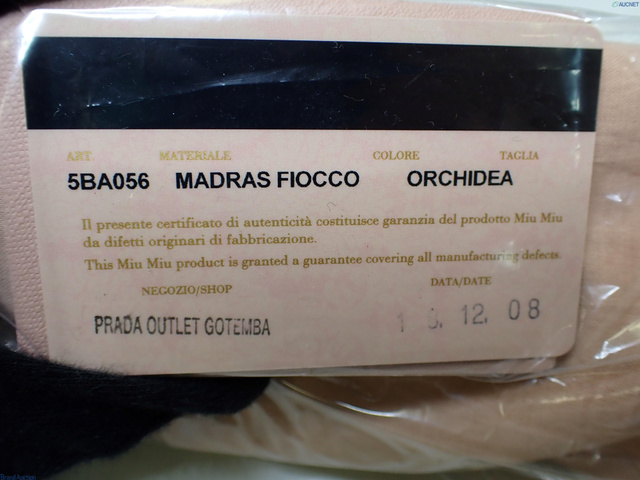 AUCNET
ART. MATERIALE COLORE TAGLIA
5BA056 MADRAS FIOCCO ORCHIDEA
Il presente certificato di autenticità costituisce garanzia del prodotto Miu Miu
da difetti originari di fabbricazione.
This Miu Miu product is granted a guarantee covering all manufacturing defects.
NEGOZIO/SHOP DATA/DATE
PRADA OUTLET GOTEMBA 12. 08